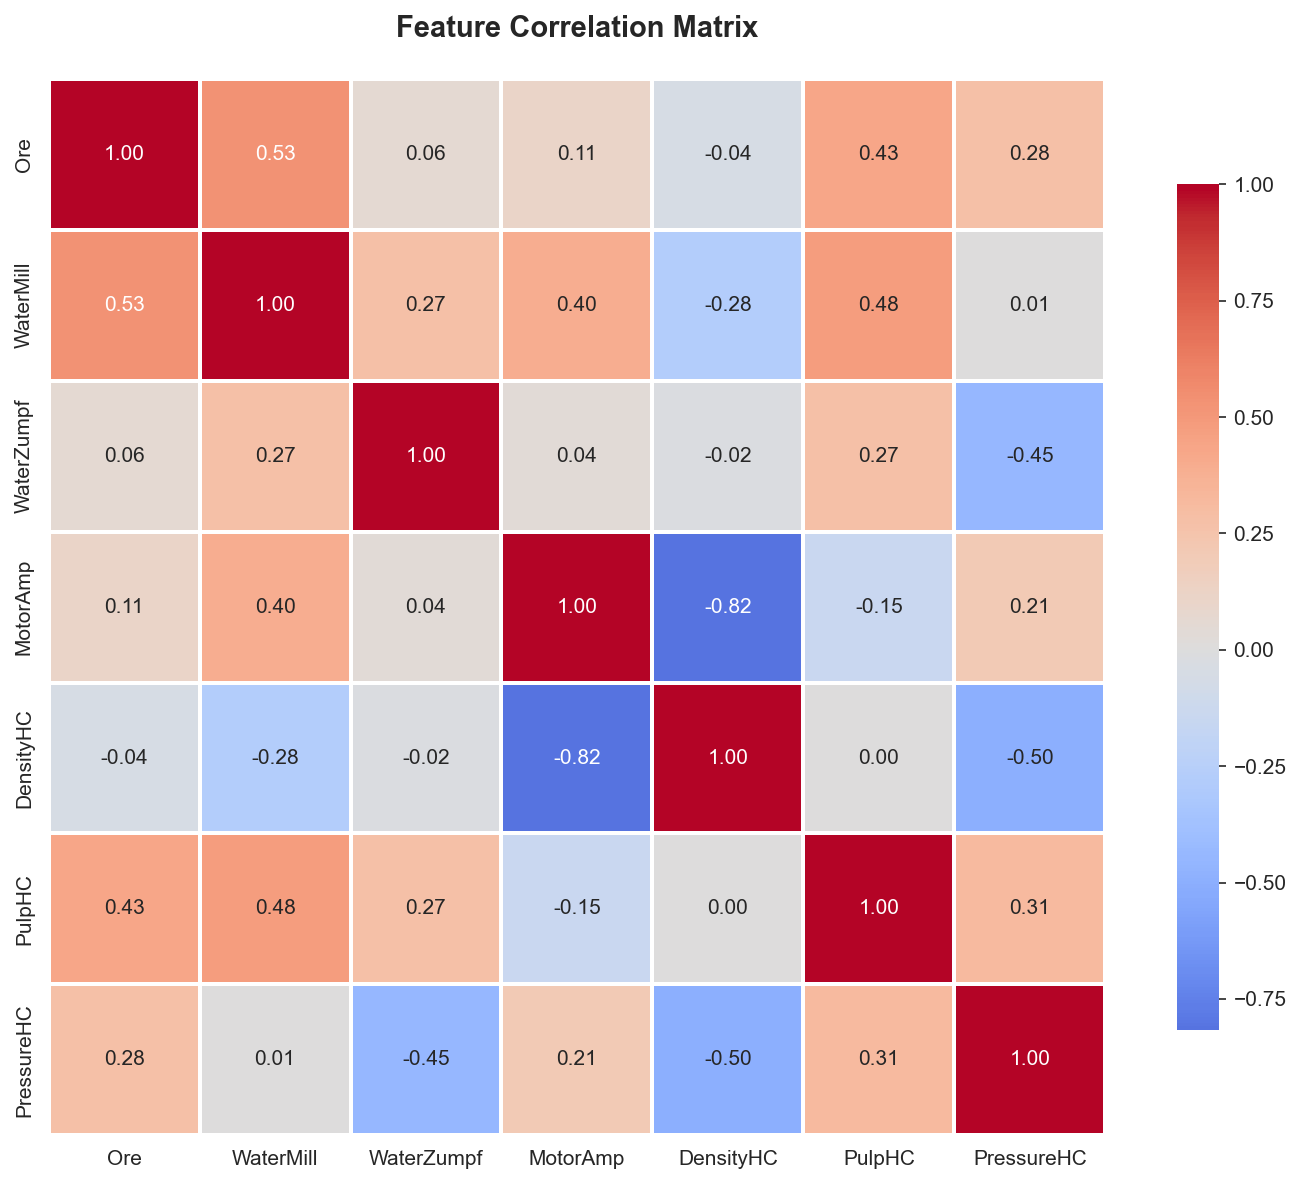 Feature Correlation Matrix
Ore 1.00 0.53 0.06 0.11 -0.04 0.43 0.28
WaterMill 0.53 1.00 0.27 0.40 -0.28 0.48 0.01
WaterZumpf 0.06 0.27 1.00 0.04 -0.02 0.27 -0.45
MotorAmp 0.11 0.40 0.04 1.00 -0.82 -0.15 0.21
DensityHC -0.04 -0.28 -0.02 -0.82 1.00 0.00 -0.50
PulpHC 0.43 0.48 0.27 -0.15 0.00 1.00 0.31
PressureHC 0.28 0.01 -0.45 0.21 -0.50 0.31 1.00
Ore WaterMill WaterZumpf MotorAmp DensityHC PulpHC PressureHC
1.00
0.75
0.50
0.25
0.00
−0.25
−0.50
−0.75